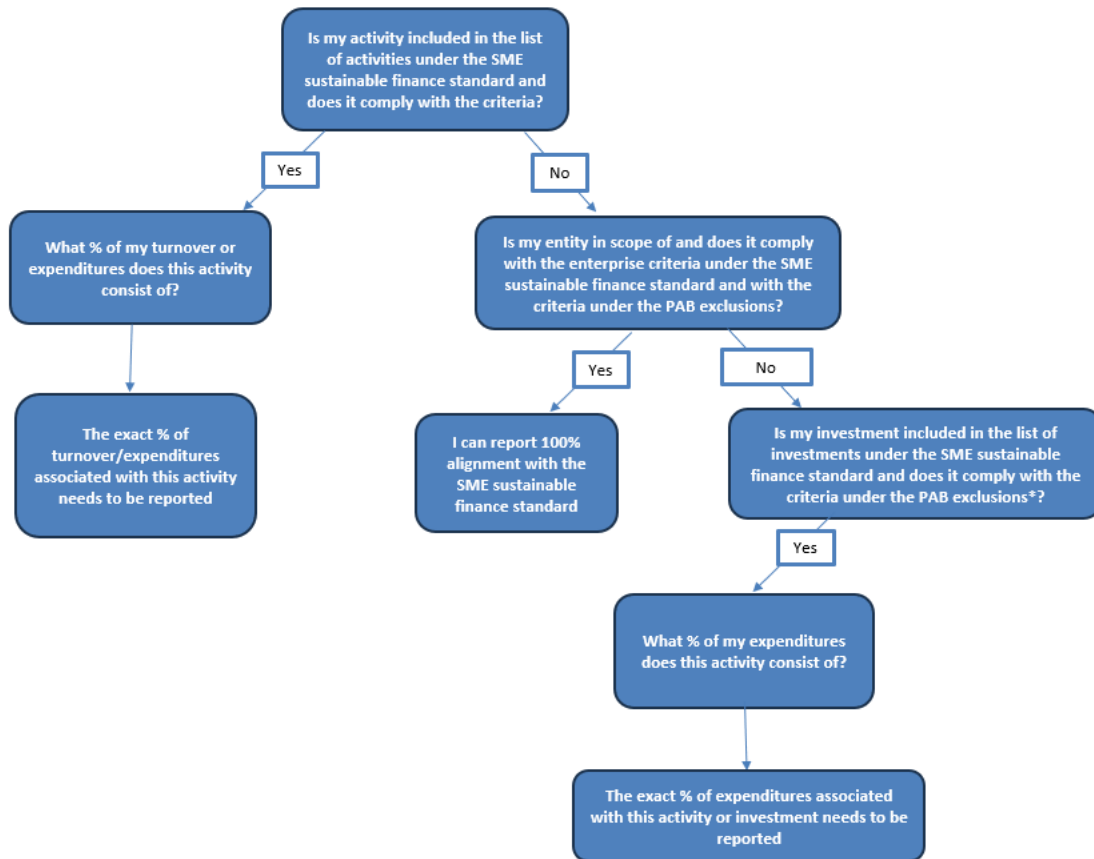 Is my activity included in the list
of activities under the SME
sustainable finance standard and
does it comply with the criteria?
Yes
No
What % of my turnover or
expenditures does this activity
consist of?
Is my entity in scope of and does it comply
with the enterprise criteria under the SME
sustainable finance standard and with the
criteria under the PAB exclusions?
Yes
No
The exact % of
turnover/expenditures
associated with this activity
needs to be reported
I can report 100%
alignment with the
SME sustainable
finance standard
Is my investment included in the list of
investments under the SME sustainable
finance standard and does it comply with the
criteria under the PAB exclusions*?
Yes
What % of my expenditures
does this activity consist of?
The exact % of expenditures associated
with this activity or investment needs to be
reported